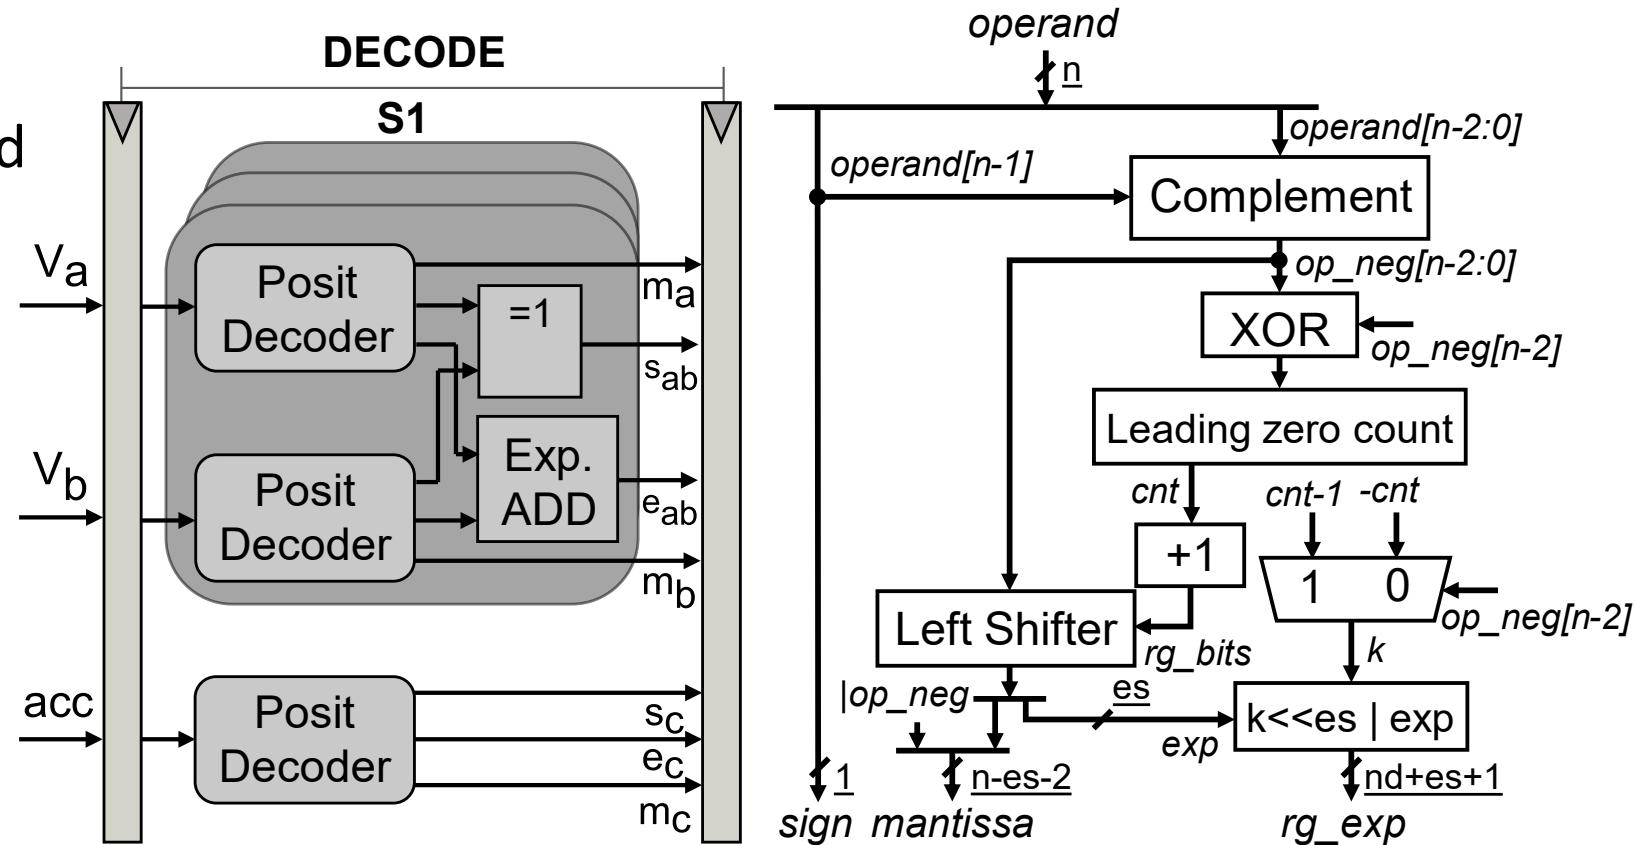 DECODE
S1
d
Va
Posit
Decoder
=1
ma
sab
Vb
Posit
Decoder
Exp.
ADD
eab
mb
acc
Posit
Decoder
sc
ec
mc
operand
n
operand[n-2:0]
operand[n-1]
Complement
op_neg[n-2:0]
XOR
op_neg[n-2]
Leading zero count
cnt
cnt-1 -cnt
+1
1 0
op_neg[n-2]
Left Shifter
rg_bits
k
|op_neg
es
exp
k<<es | exp
1
n-es-2
nd+es+1
sign mantissa
rg_exp